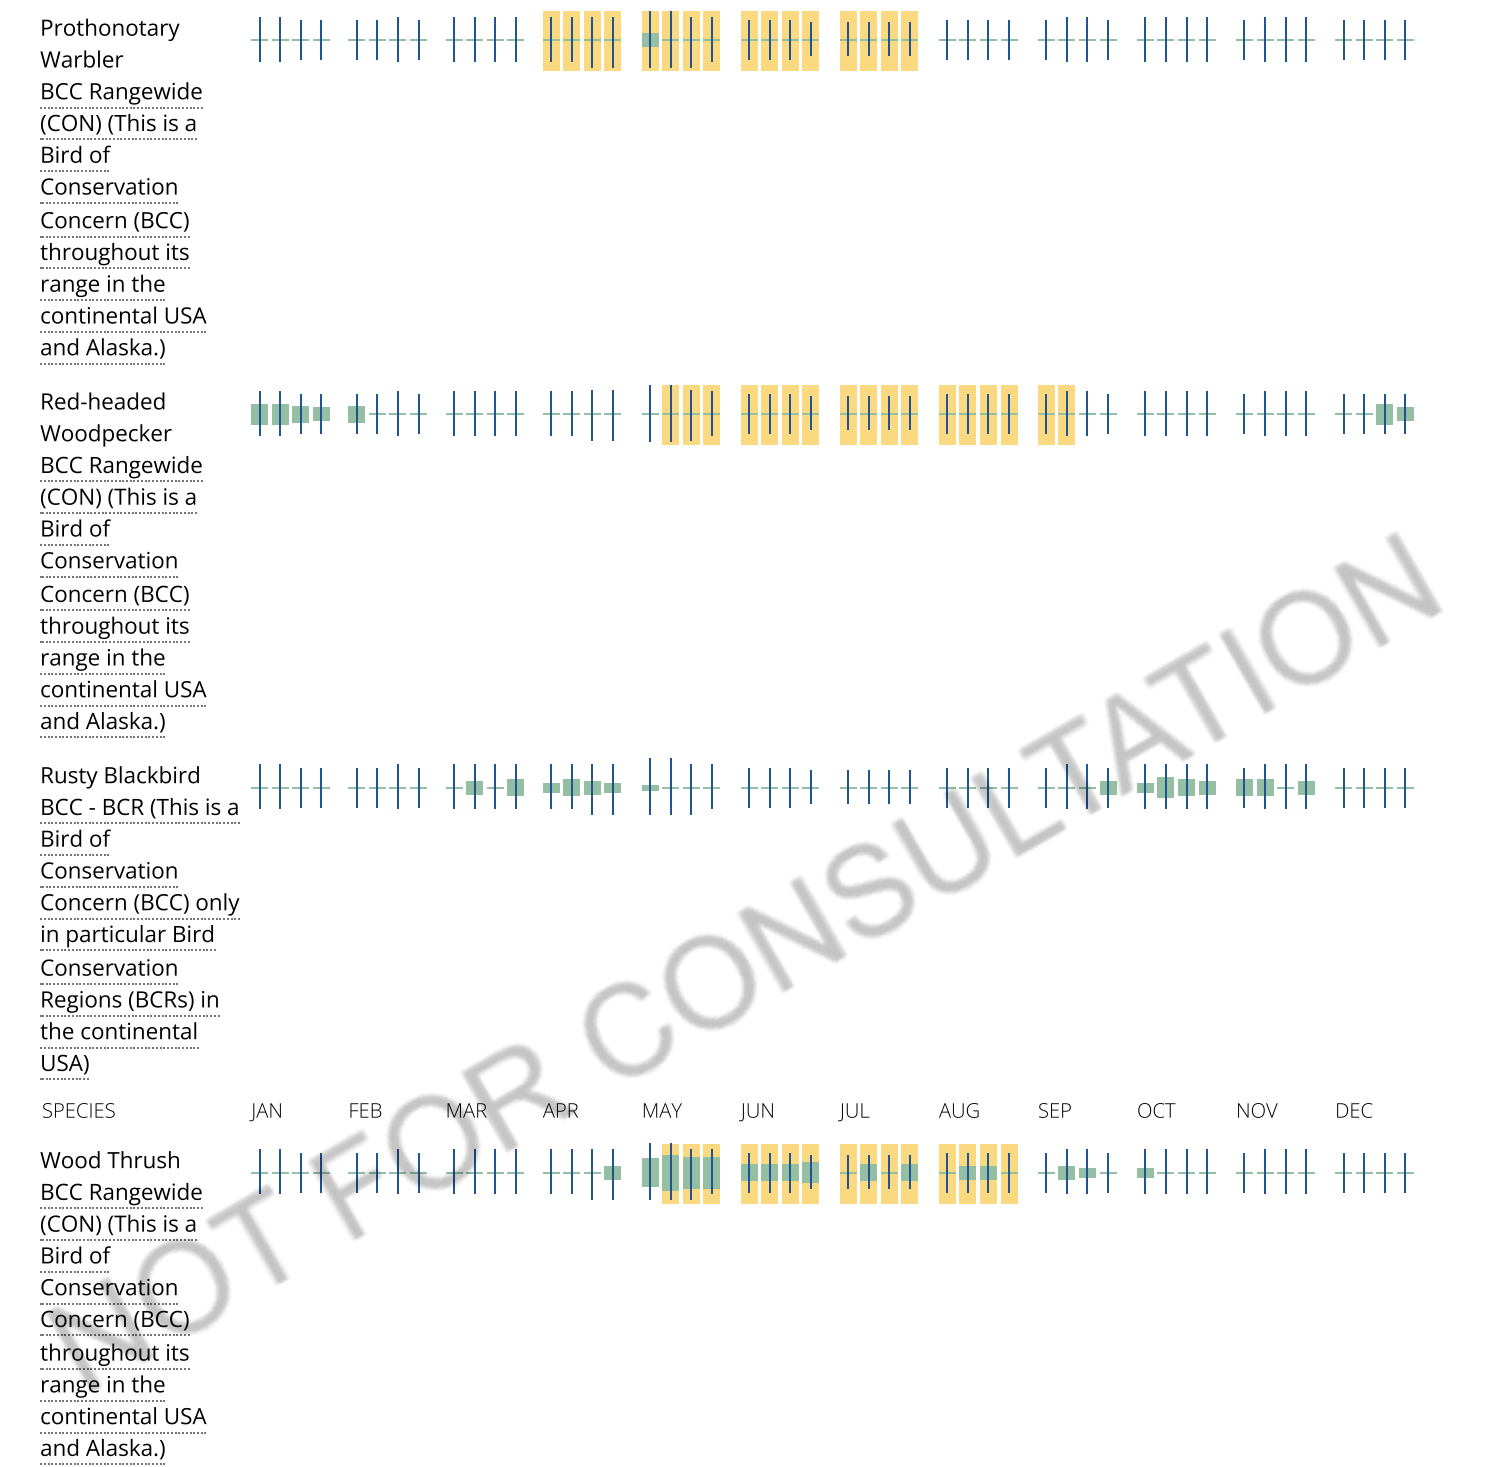 Prothonotary
Warbler
BCC Rangewide
(CON) (This is a
Bird of
Conservation
Concern (BCC)
throughout its
range in the
continental USA
and Alaska.)
Red-headed
Woodpecker
BCC Rangewide
(CON) (This is a
Bird of
Conservation
Concern (BCC)
throughout its
range in the
continental USA
and Alaska.)
Rusty Blackbird
BCC - BCR (This is a
Bird of
Conservation
Concern (BCC) only
in particular Bird
Conservation
Regions (BCRs) in
the continental
USA)
SPECIES JAN FEB MAR APR MAY JUN JUL AUG SEP OCT NOV DEC
Wood Thrush
BCC Rangewide
(CON) (This is a
Bird of
Conservation
Concern (BCC)
throughout its
range in the
continental USA
and Alaska.)
NOT FOR CONSULTATION